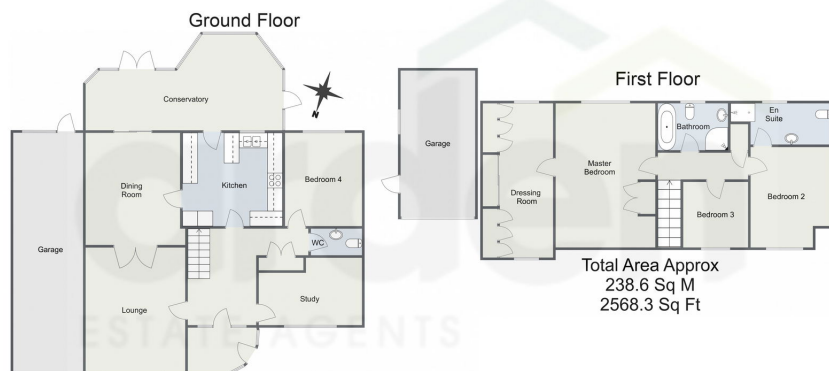 Ground Floor
Conservatory
N
Dining
Room
Kitchen
Bedroom 4
Garage
WC
Lounge
Study
Garage
First Floor
Bathroom
En
Suite
Master
Bedroom
Dressing
Room
Bedroom 3
Bedroom 2
Total Area Approx
238.6 Sq M
2568.3 Sq Ft
arden
ESTATE AGENTS